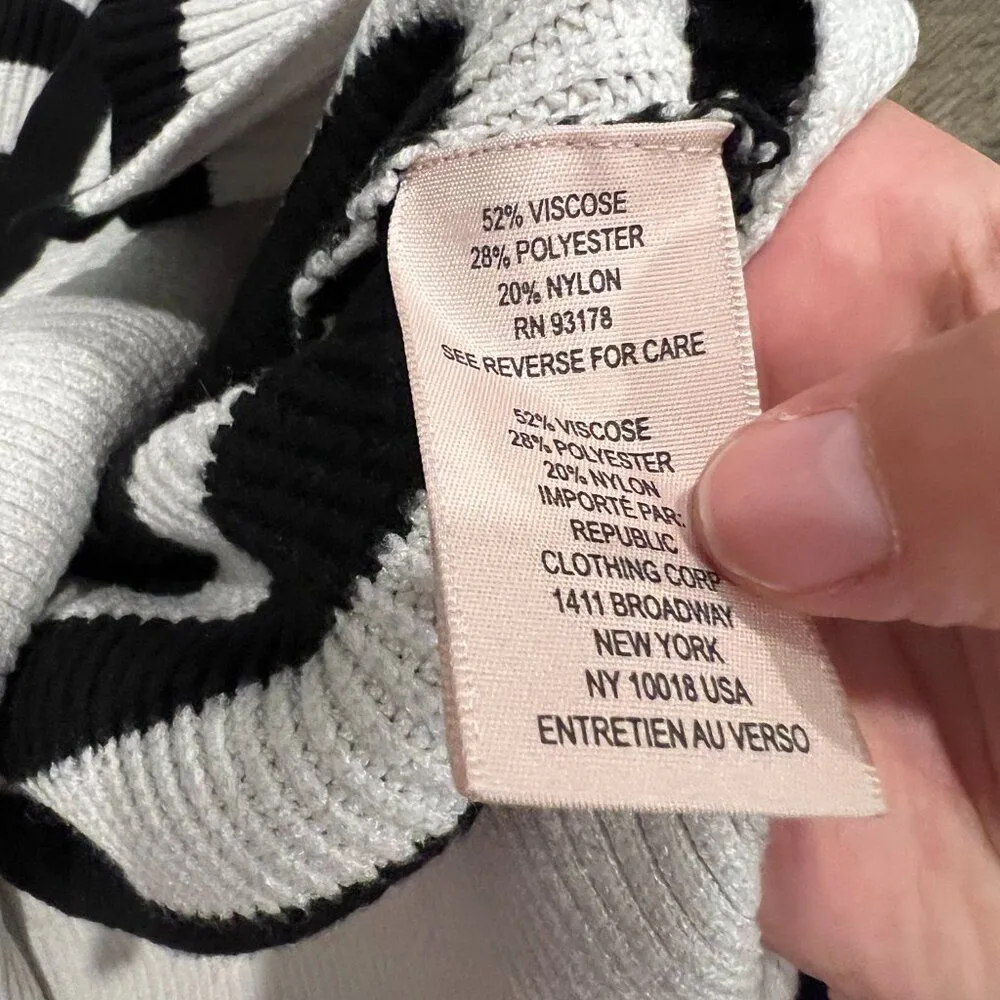 52% VISCOSE
28% POLYESTER
20% NYLON
RN 93178
SEE REVERSE FOR CARE
52% VISCOSE
28% POLYESTER
20% NYLON
IMPORTÉ PAR:
REPUBLIC
CLOTHING CORP
1411 BROADWAY
NEW YORK
NY 10018 USA
ENTRETIEN AU VERSO